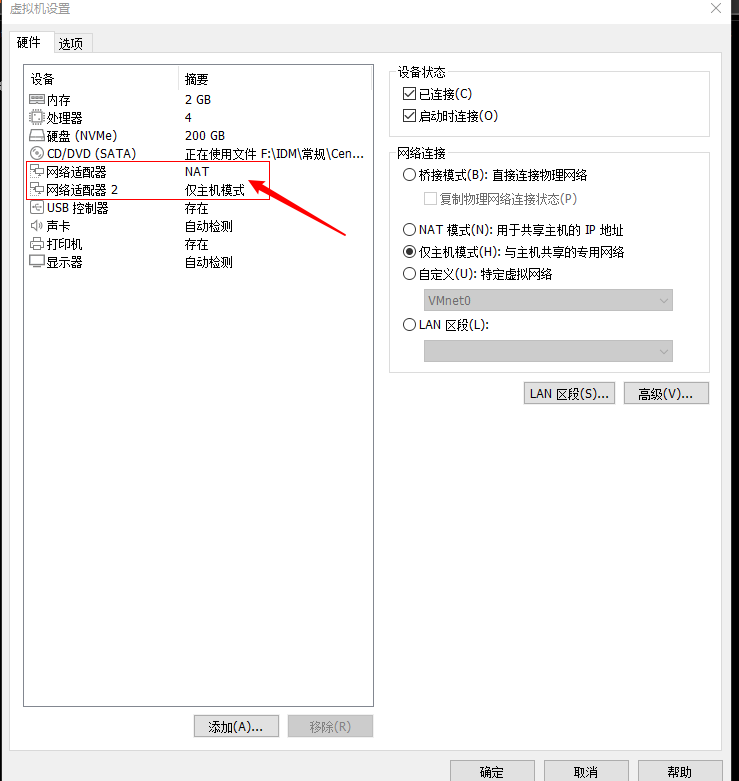 虚拟机设置
硬件 选项
设备 摘要
内存 2 GB
处理器 4
硬盘 (NVMe) 200 GB
CD/DVD (SATA) 正在使用文件 F:\IDM\常规\Cen...
网络适配器 NAT
网络适配器 2 仅主机模式
USB 控制器 存在
声卡 自动检测
打印机 存在
显示器 自动检测
添加(A)... 移除(R)
设备状态
已连接(C)
启动时连接(O)
网络连接
桥接模式(B): 直接连接物理网络
复制物理网络连接状态(P)
NAT 模式(N): 用于共享主机的 IP 地址
仅主机模式(H): 与主机共享的专用网络
自定义(U): 特定虚拟网络
VMnet0
LAN 区段(L):
LAN 区段(S)... 高级(V)...
确定 取消 帮助